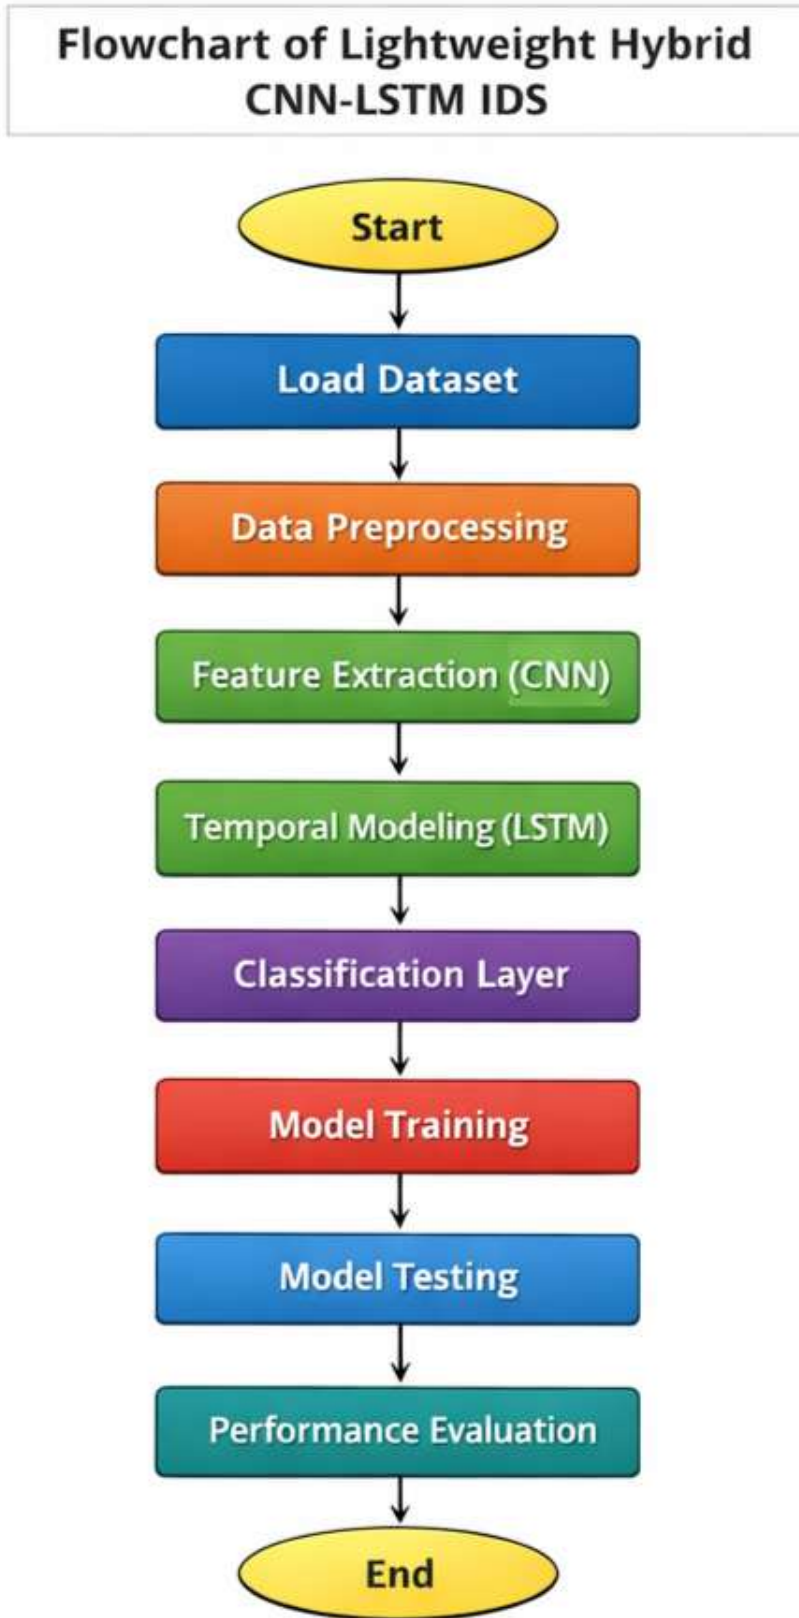 Flowchart of Lightweight Hybrid
CNN-LSTM IDS
Start
Load Dataset
Data Preprocessing
Feature Extraction (CNN)
Temporal Modeling (LSTM)
Classification Layer
Model Training
Model Testing
Performance Evaluation
End